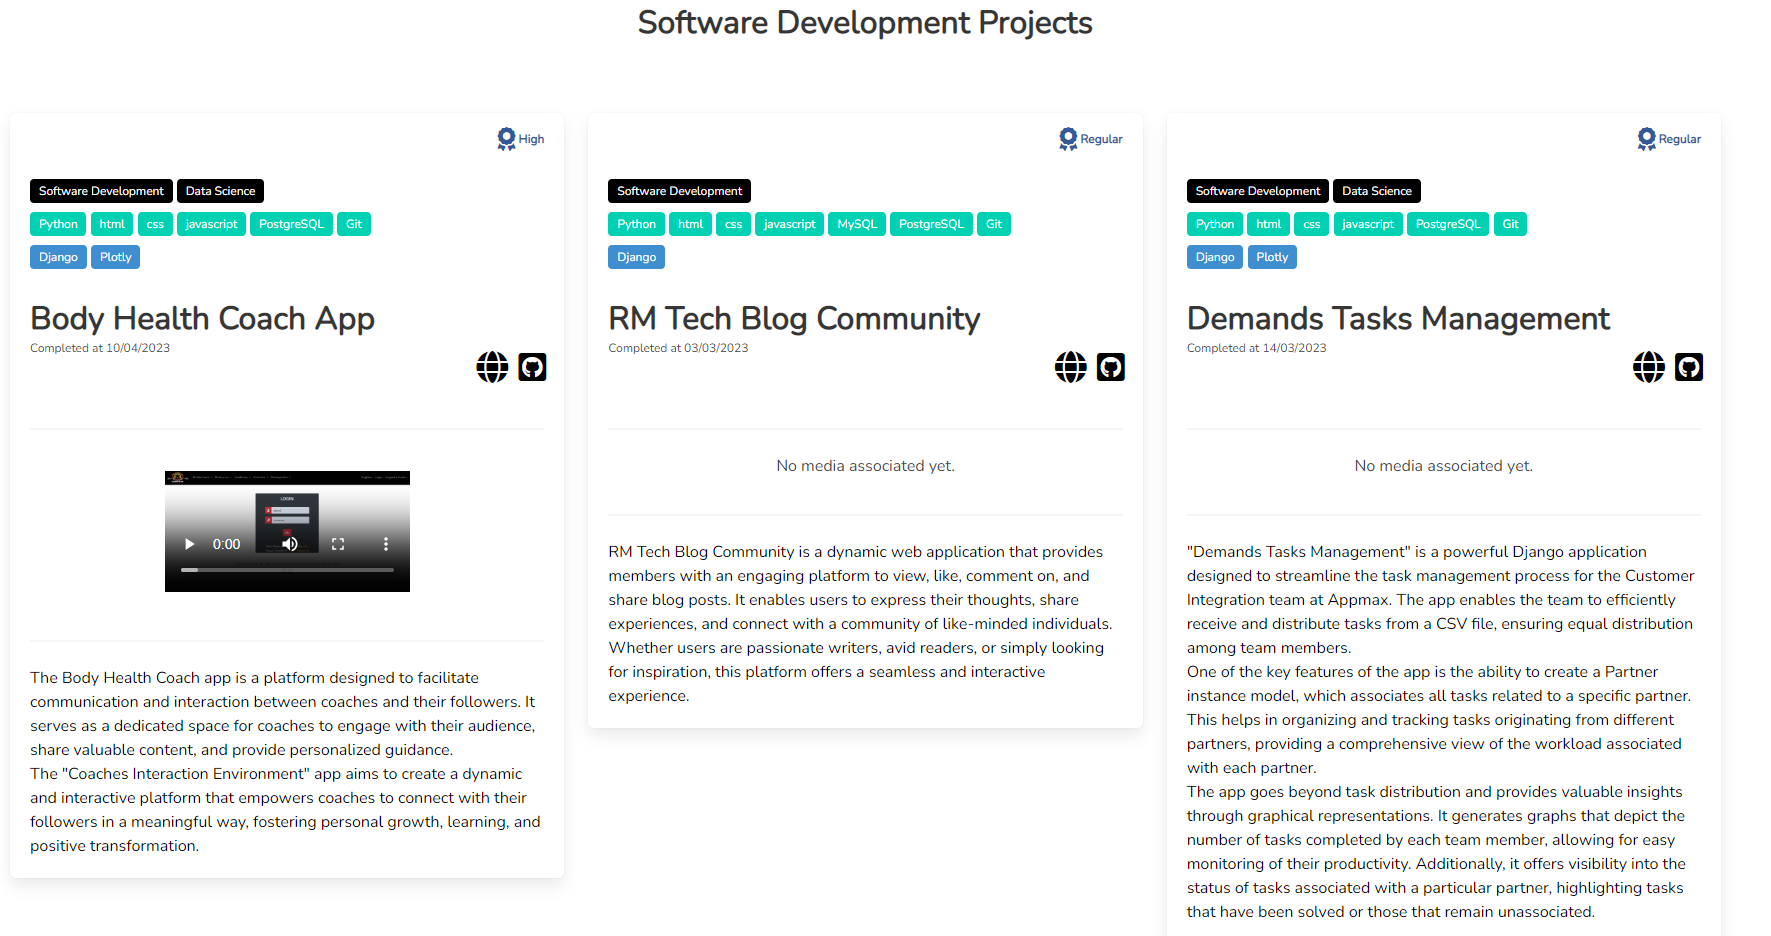 Software Development Projects
High
Software Development Data Science
Python html css javascript PostgreSQL Git
Django Plotly
Body Health Coach App
Completed at 10/04/2023
0:00
The Body Health Coach app is a platform designed to facilitate
communication and interaction between coaches and their followers. It
serves as a dedicated space for coaches to engage with their audience,
share valuable content, and provide personalized guidance.
The "Coaches Interaction Environment" app aims to create a dynamic
and interactive platform that empowers coaches to connect with their
followers in a meaningful way, fostering personal growth, learning, and
positive transformation.
Regular
Software Development
Python html css javascript MySQL PostgreSQL Git
Django
RM Tech Blog Community
Completed at 03/03/2023
No media associated yet.
RM Tech Blog Community is a dynamic web application that provides
members with an engaging platform to view, like, comment on, and
share blog posts. It enables users to express their thoughts, share
experiences, and connect with a community of like-minded individuals.
Whether users are passionate writers, avid readers, or simply looking
for inspiration, this platform offers a seamless and interactive
experience.
Regular
Software Development Data Science
Python html css javascript PostgreSQL Git
Django Plotly
Demands Tasks Management
Completed at 14/03/2023
No media associated yet.
"Demands Tasks Management" is a powerful Django application
designed to streamline the task management process for the Customer
Integration team at Appmax. The app enables the team to efficiently
receive and distribute tasks from a CSV file, ensuring equal distribution
among team members.
One of the key features of the app is the ability to create a Partner
instance model, which associates all tasks related to a specific partner.
This helps in organizing and tracking tasks originating from different
partners, providing a comprehensive view of the workload associated
with each partner.
The app goes beyond task distribution and provides valuable insights
through graphical representations. It generates graphs that depict the
number of tasks completed by each team member, allowing for easy
monitoring of their productivity. Additionally, it offers visibility into the
status of tasks associated with a particular partner, highlighting tasks
that have been solved or those that remain unassociated.